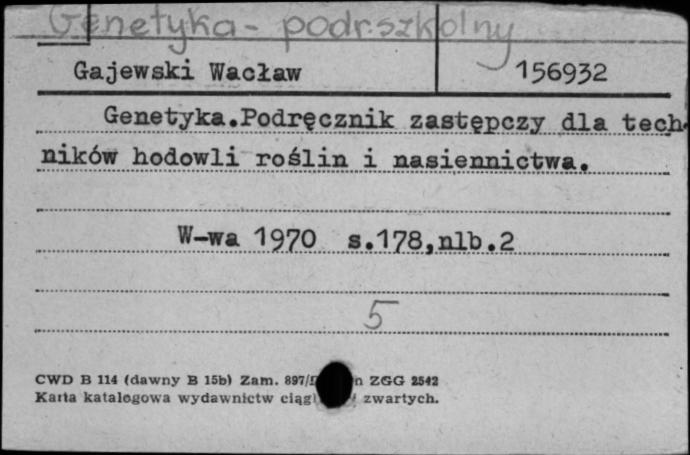 Genetyka - podr. szkolny
Gajewski Wacław 156932
Genetyka.Podręcznik zastępczy dla tech-
ników hodowli roślin i nasiennictwa.
W-wa 1970 s.178,nlb.2
5
CWD B 114 (dawny B 15b) Zam. 897/ ZGG 2542
Karta katalogowa wydawnictw zwartych.